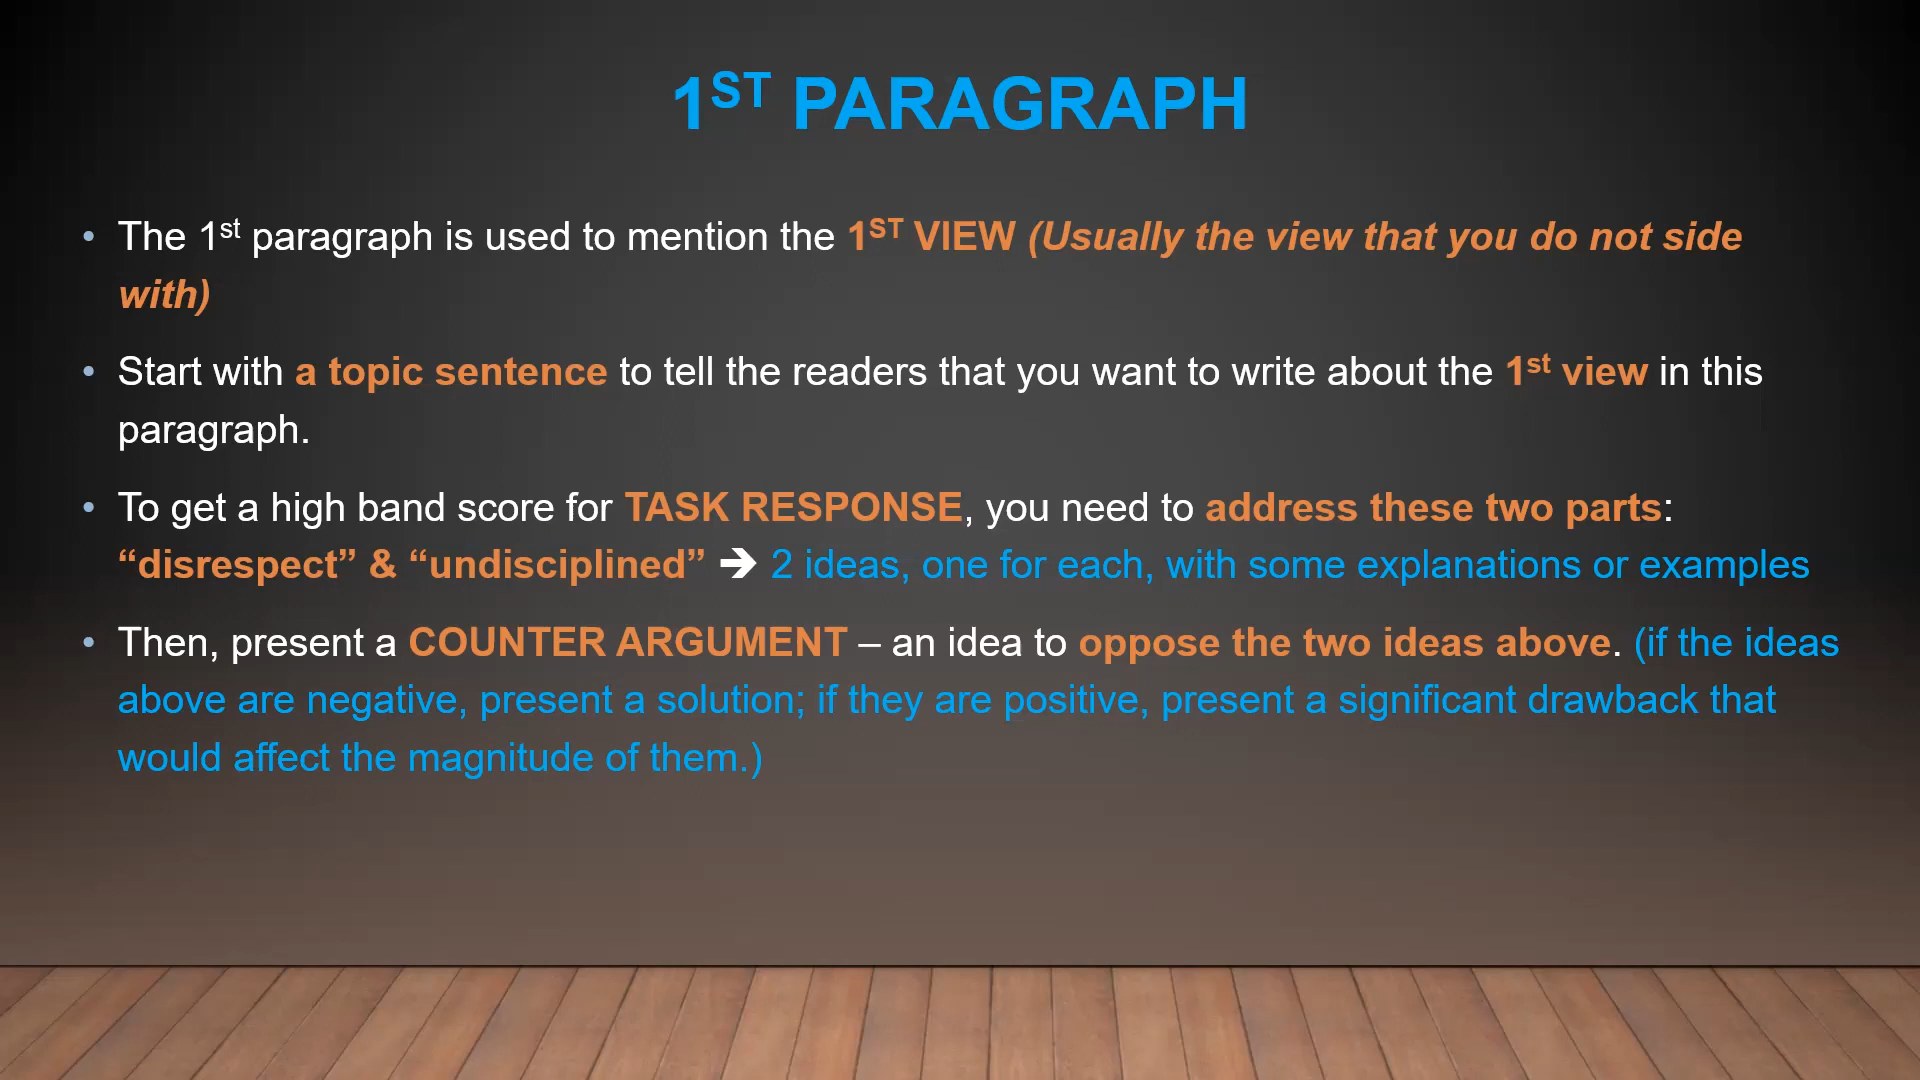 1ST PARAGRAPH
• The 1st paragraph is used to mention the 1ST VIEW (Usually the view that you do not side
with)
• Start with a topic sentence to tell the readers that you want to write about the 1st view in this
paragraph.
• To get a high band score for TASK RESPONSE, you need to address these two parts:
“disrespect” & “undisciplined” ➔ 2 ideas, one for each, with some explanations or examples
• Then, present a COUNTER ARGUMENT – an idea to oppose the two ideas above. (if the ideas
above are negative, present a solution; if they are positive, present a significant drawback that
would affect the magnitude of them.)